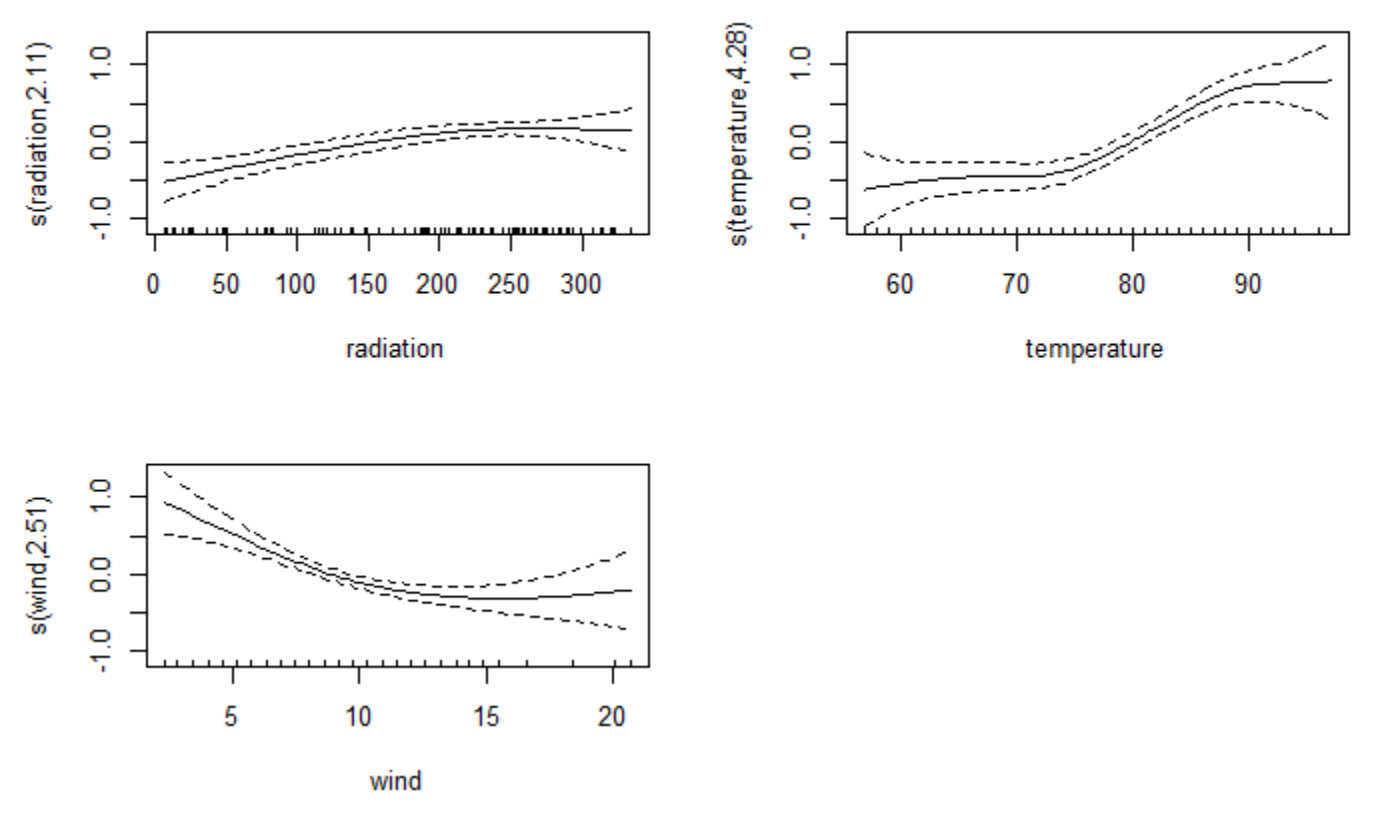 s(radiation,2.11)
1.0
0.0
-1.0
0 50 100 150 200 250 300
radiation
s(temperature,4.28)
1.0
0.0
-1.0
60 70 80 90
temperature
s(wind,2.51)
1.0
0.0
-1.0
5 10 15 20
wind